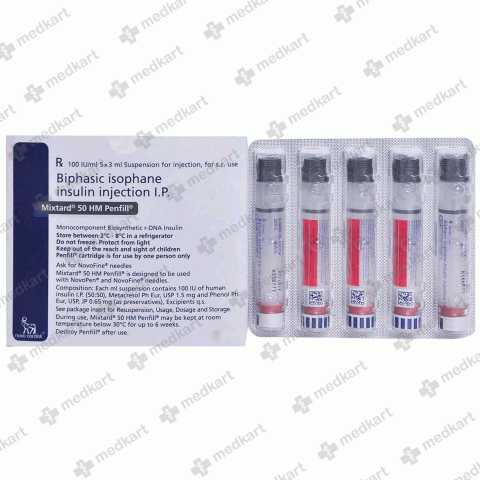 Rx 100 IU/ml 5×3 ml Suspension for injection, for s.c. use
Biphasic isophane
insulin injection I.P.
Mixtard® 50 HM Penfill®
Monocomponent Biosynthetic r-DNA Insulin
Store between 2°C - 8°C in a refrigerator
Do not freeze. Protect from light
Keep out of the reach and sight of children
Penfill® cartridge is for use by one person only
Ask for NovoFine® needles
Mixtard® 50 HM Penfill® is designed to be used
with NovoPen® and NovoFine® needles.
Composition: Each ml suspension contains 100 IU of human
insulin I.P. (50:50), Metacresol Ph Eur, USP 1.5 mg and Phenol Ph
Eur, USP, JP 0.65 mg (as preservatives), Excipients q.s.
See package insert for Resuspension, Usage, Dosage and Storage.
During use, Mixtard® 50 HM Penfill® may be kept at room
temperature below 30°C for up to 6 weeks.
Destroy Penfill® after use.
novo nordisk
medkart